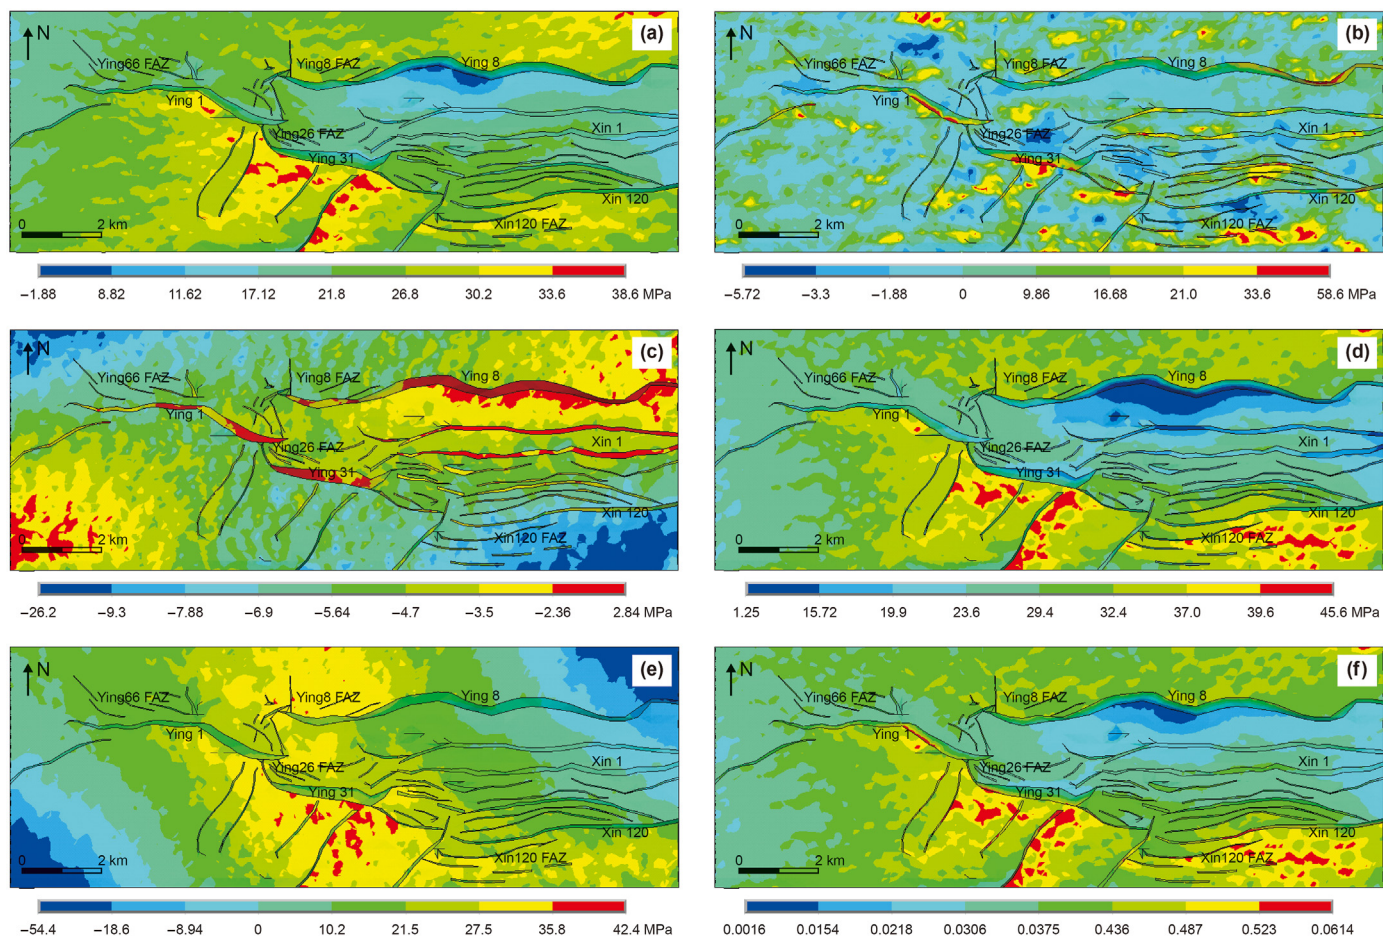 N
(a)
Ying66 FAZ
Ying8 FAZ
Ying 8
Ying 1
Ying26 FAZ
Xin 1
Ying 31
Xin 120
Xin120 FAZ
0 2 km
−1.88 8.82 11.62 17.12 21.8 26.8 30.2 33.6 38.6 MPa
N
(b)
Ying66 FAZ
Ying8 FAZ
Ying 8
Ying 1
Ying26 FAZ
Xin 1
Ying 31
Xin 120
Xin120 FAZ
0 2 km
−5.72 −3.3 −1.88 0 9.86 16.68 21.0 33.6 58.6 MPa
N
(c)
Ying66 FAZ
Ying8 FAZ
Ying 8
Ying 1
Ying26 FAZ
Xin 1
Ying 31
Xin 120
Xin120 FAZ
0 2 km
−26.2 −9.3 −7.88 −6.9 −5.64 −4.7 −3.5 −2.36 2.84 MPa
N
(d)
Ying66 FAZ
Ying8 FAZ
Ying 8
Ying 1
Ying26 FAZ
Xin 1
Ying 31
Xin 120
Xin120 FAZ
0 2 km
1.25 15.72 19.9 23.6 29.4 32.4 37.0 39.6 45.6 MPa
N
(e)
Ying66 FAZ
Ying8 FAZ
Ying 8
Ying 1
Ying26 FAZ
Xin 1
Ying 31
Xin 120
Xin120 FAZ
0 2 km
−54.4 −18.6 −8.94 0 10.2 21.5 27.5 35.8 42.4 MPa
N
(f)
Ying66 FAZ
Ying8 FAZ
Ying 8
Ying 1
Ying26 FAZ
Xin 1
Ying 31
Xin 120
Xin120 FAZ
0 2 km
0.0016 0.0154 0.0218 0.0306 0.0375 0.436 0.487 0.523 0.0614